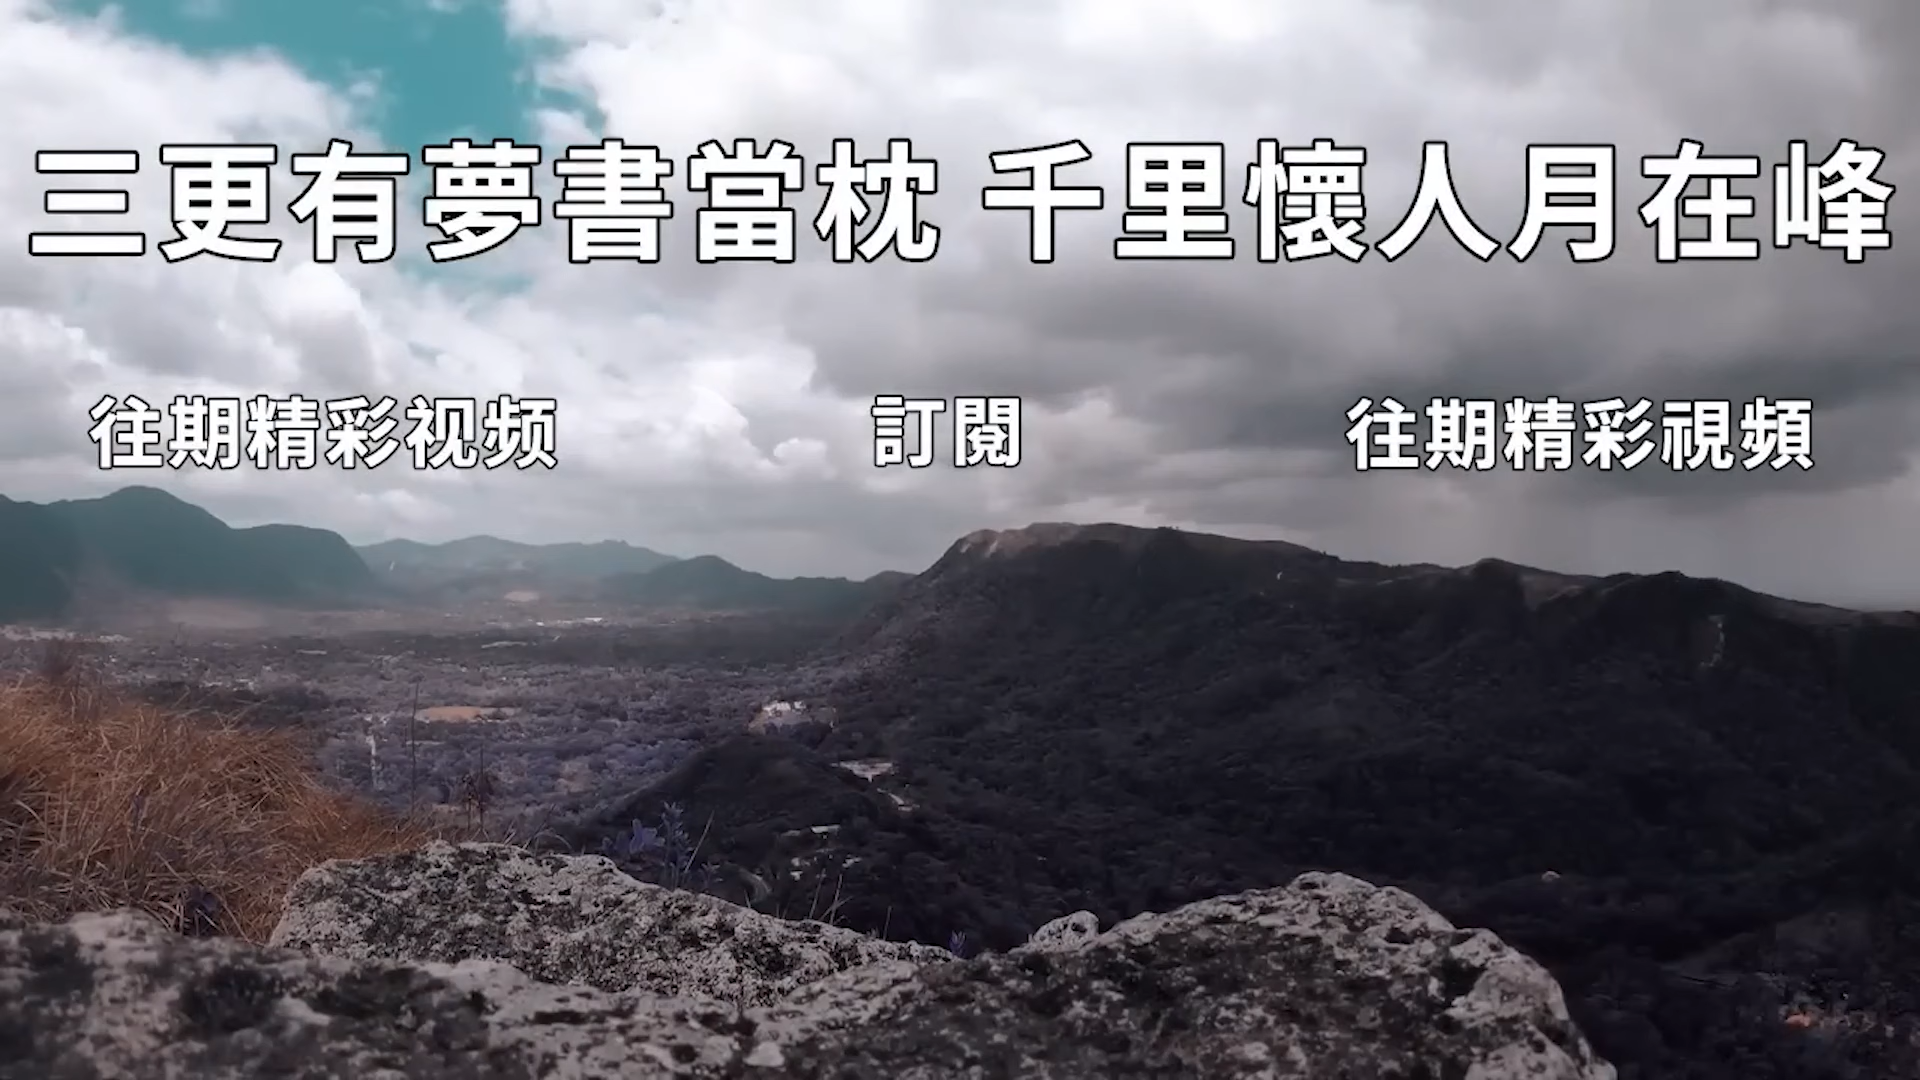 三更有夢書當枕 千里懷人月在峰
往期精彩视频
訂閱
往期精彩視頻